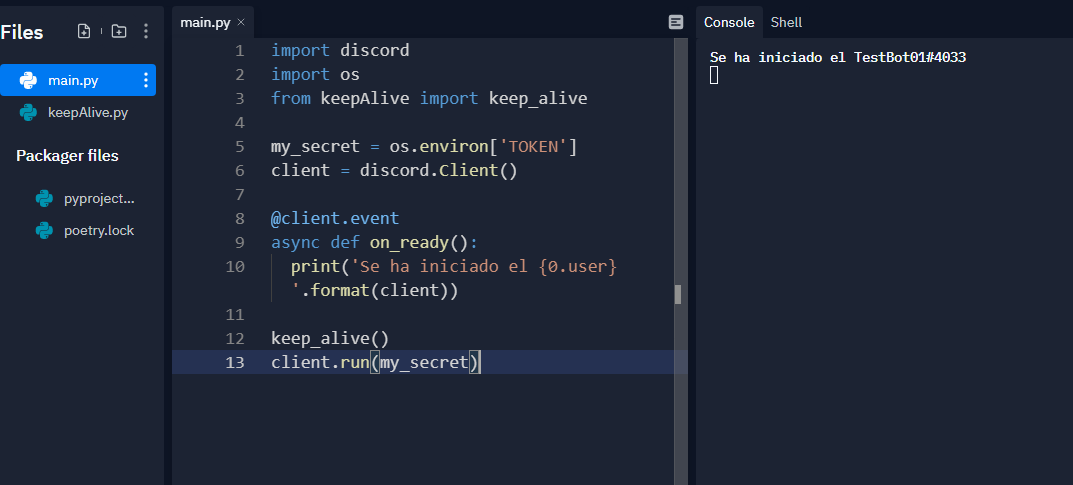 Files
main.py
keepAlive.py
Packager files
pyproject...
poetry.lock
main.py ×
1 import discord
2 import os
3 from keepAlive import keep_alive
4
5 my_secret = os.environ['TOKEN']
6 client = discord.Client()
7
8 @client.event
9 async def on_ready():
10 print('Se ha iniciado el {0.user}
'.format(client))
11
12 keep_alive()
13 client.run(my_secret)
Console Shell
Se ha iniciado el TestBot01#4033